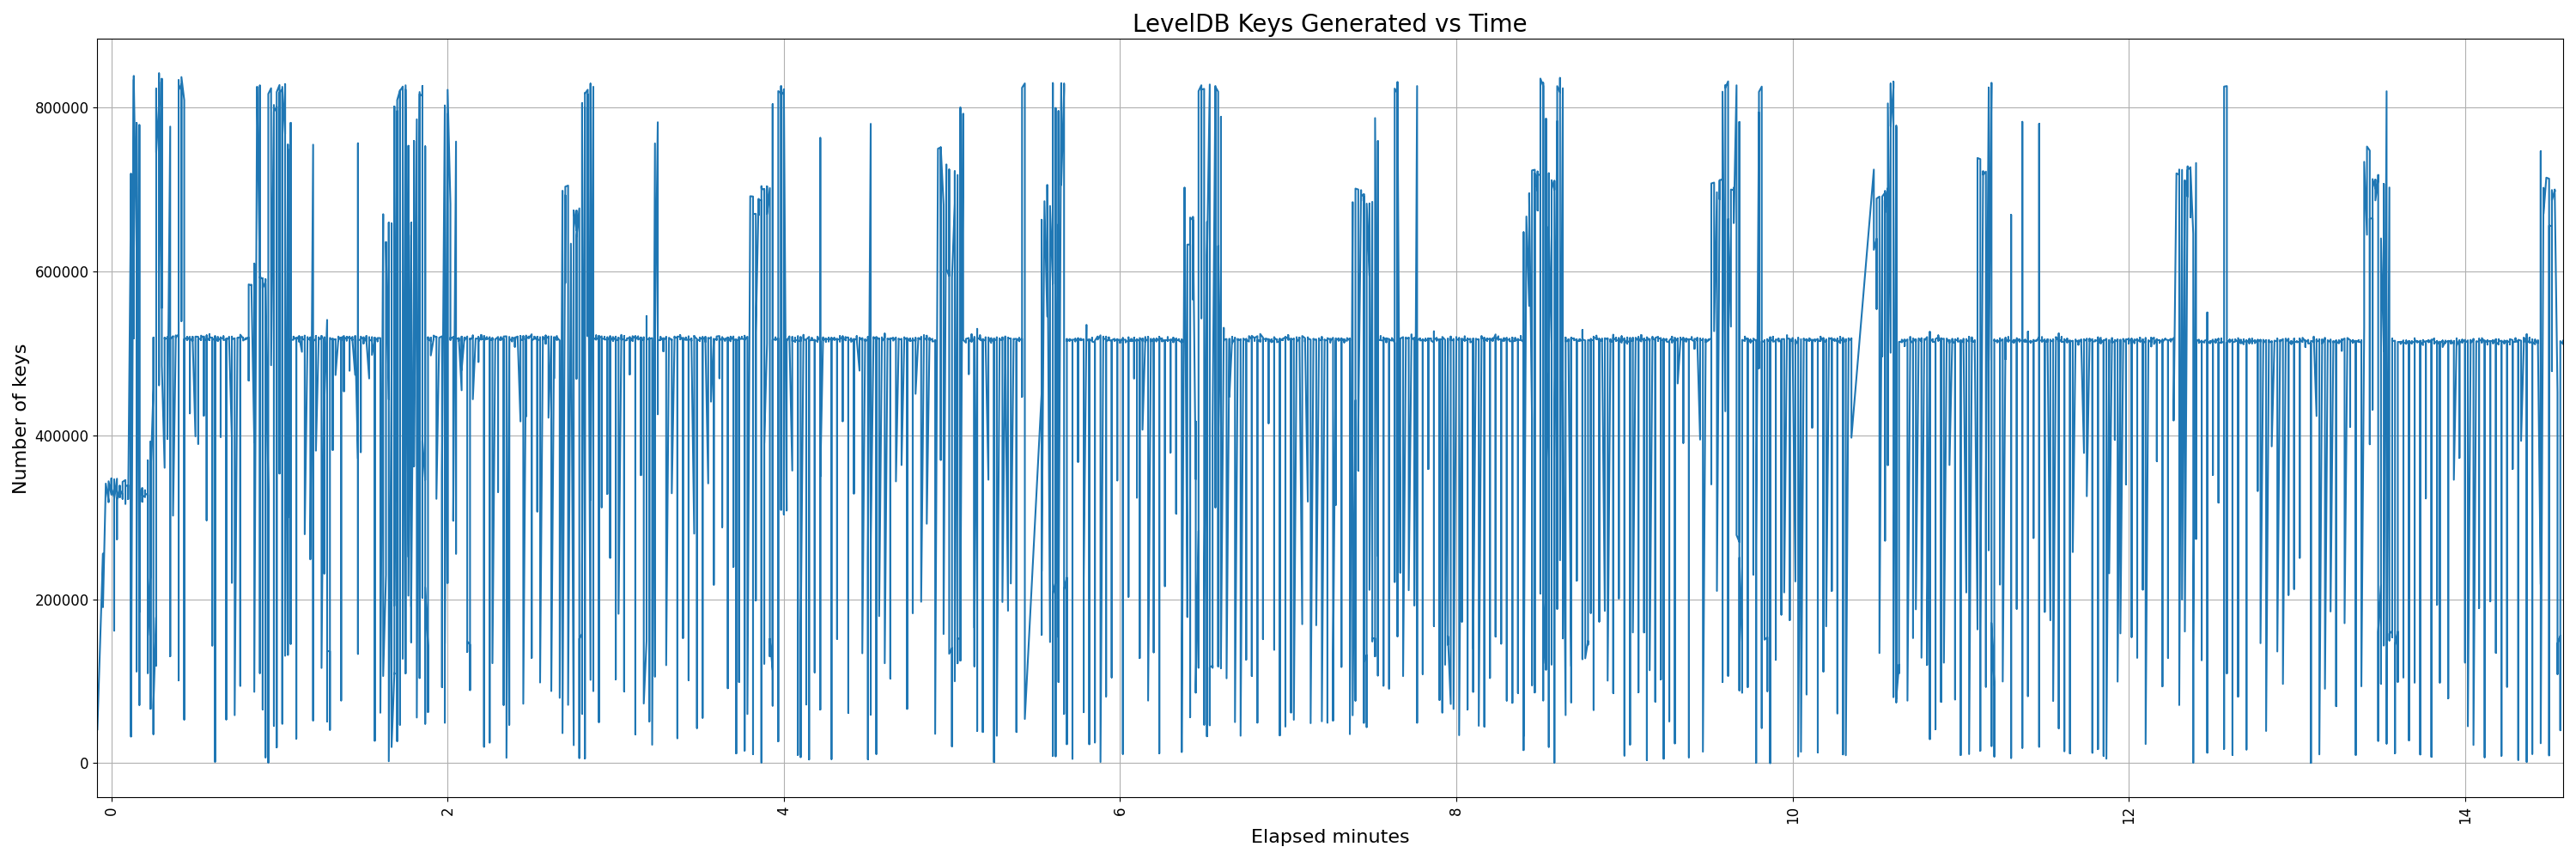 LevelDB Keys Generated vs Time
Number of keys
800000
600000
400000
200000
0
0 2 4 6 8 10 12 14
Elapsed minutes